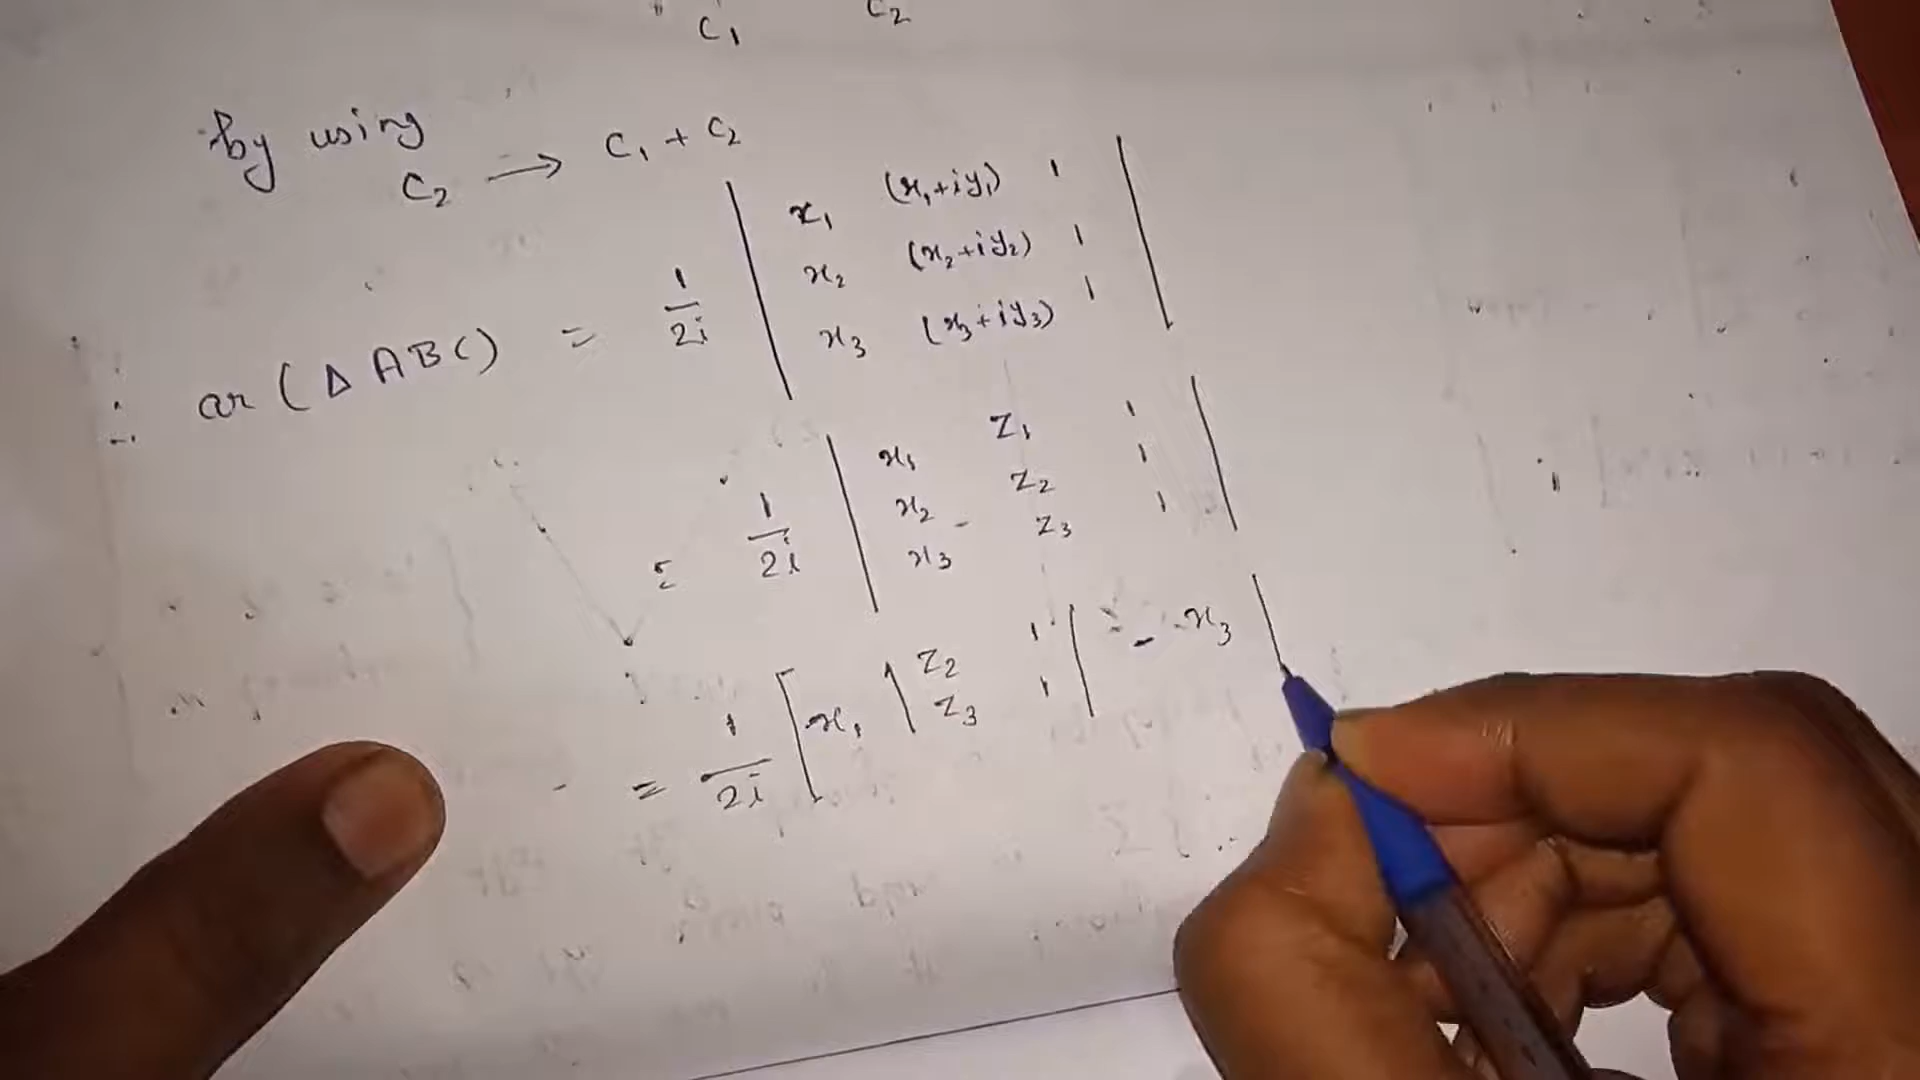 C₁ C₂
by using
C₂ → C₁ + C₂
∴ ar (Δ ABC) = 1/2i | x₁ (x₁+iy₁) 1 |
| x₂ (x₂+iy₂) 1 |
| x₃ (x₃+iy₃) 1 |
= 1/2i | x₁ z₁ 1 |
| x₂ - z₂ 1 |
| x₃ z₃ 1 |
= 1/2i [ x₁ | z₂ 1 | - x₃ |
| z₃ 1 |